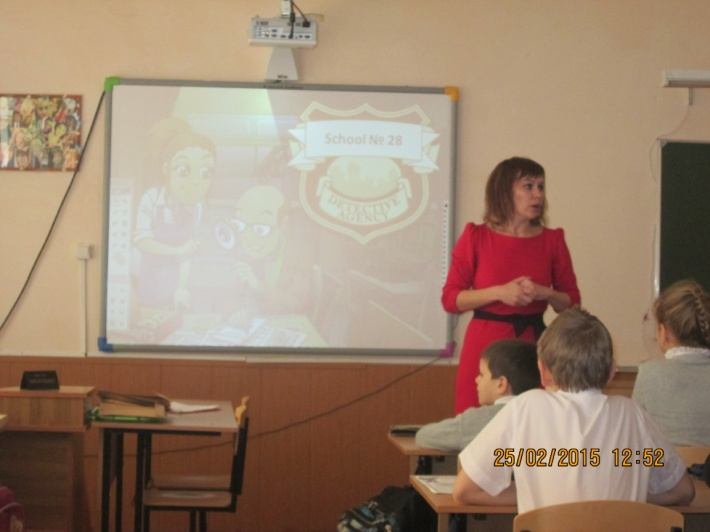 School № 28
DETECTIVE
AGENCY
25/02/2015 12:52